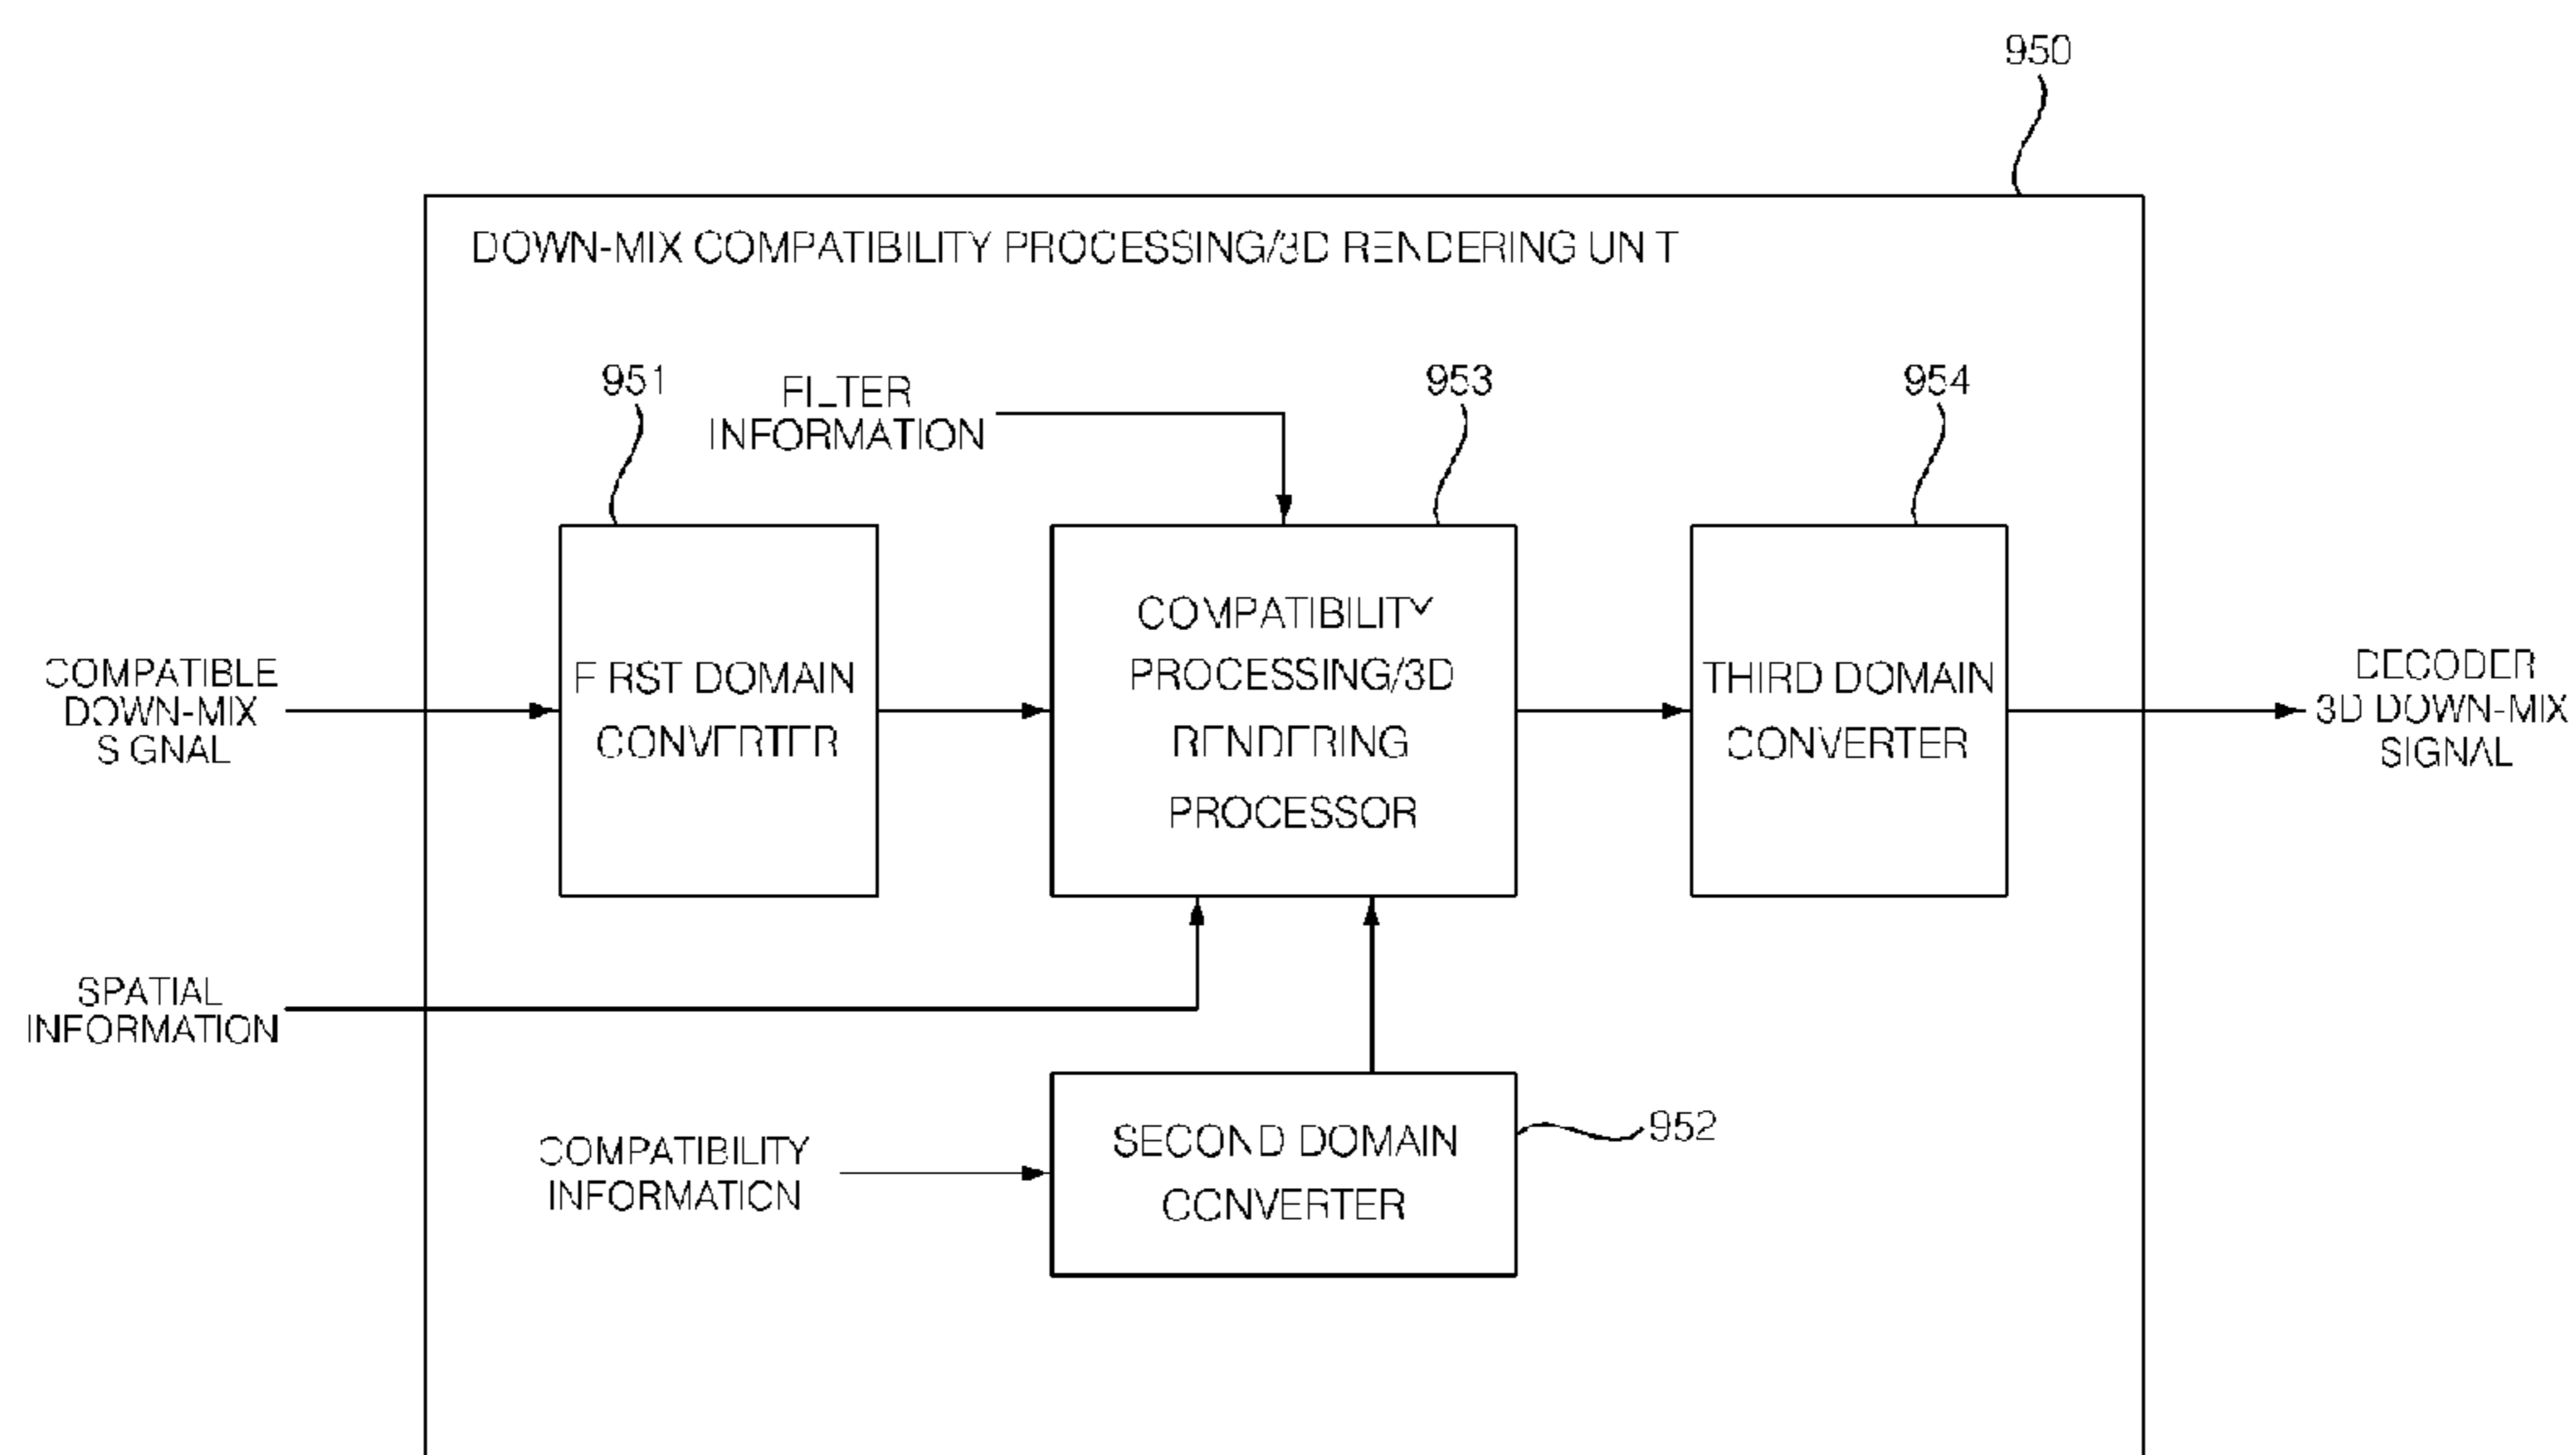 950
DOWN-MIX COMPATIBILITY PROCESSING/3D RENDERING UNIT
951
FILTER
INFORMATION
953
954
COMPATIBLE
DOWN-MIX
SIGNAL
FIRST DOMAIN
CONVERTER
COMPATIBILITY
PROCESSING/3D
RENDERING
PROCESSOR
THIRD DOMAIN
CONVERTER
DECODER
3D DOWN-MIX
SIGNAL
SPATIAL
INFORMATION
COMPATIBILITY
INFORMATION
SECOND DOMAIN
CONVERTER
952